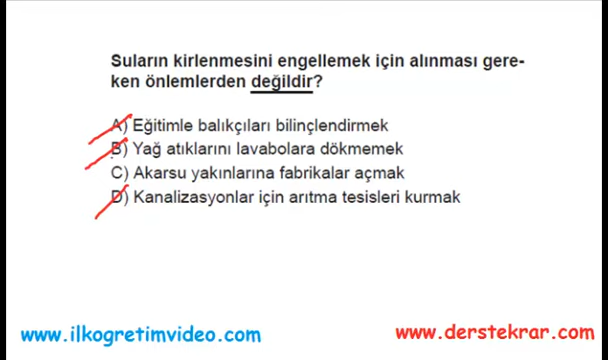 Suların kirlenmesini engellemek için alınması gere-
ken önlemlerden değildir?
A) Eğitimle balıkçıları bilinçlendirmek
B) Yağ atıklarını lavabolara dökmemek
C) Akarsu yakınlarına fabrikalar açmak
D) Kanalizasyonlar için arıtma tesisleri kurmak
www.ilkogretimvideo.com
www.derstekrar.com